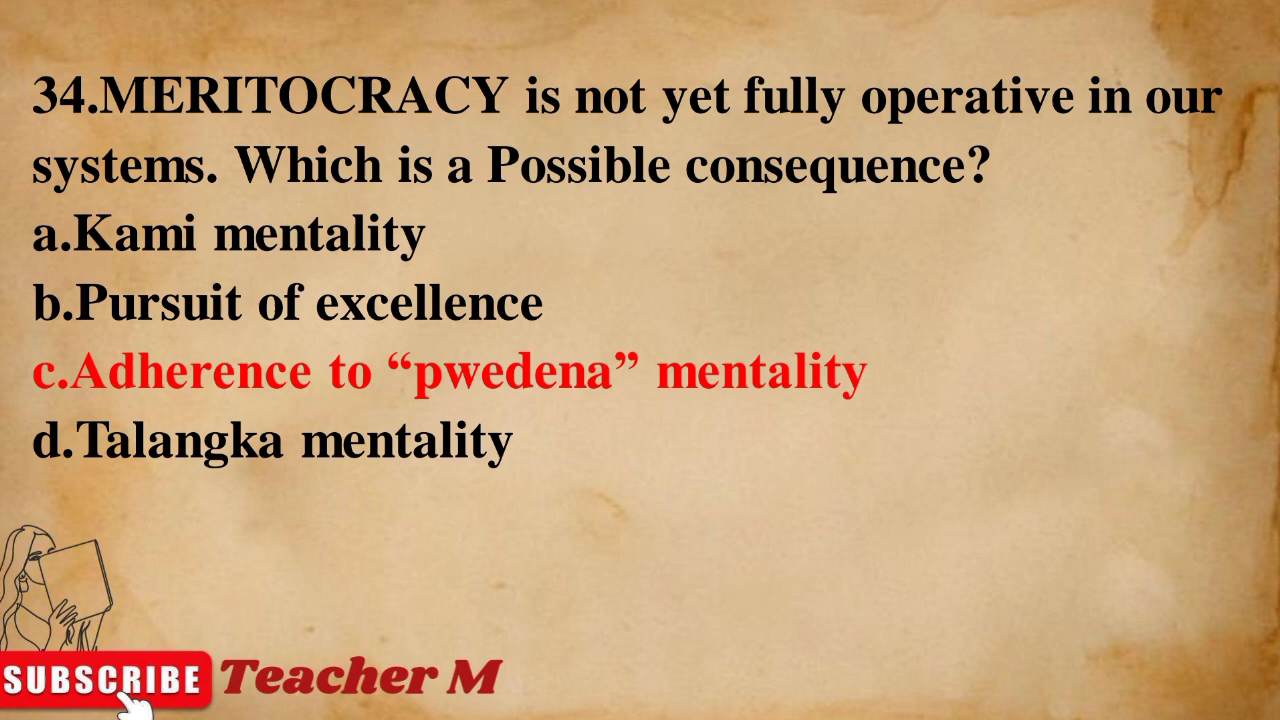 34.MERITOCRACY is not yet fully operative in our
systems. Which is a Possible consequence?
a.Kami mentality
b.Pursuit of excellence
c.Adherence to “pwedena” mentality
d.Talangka mentality
SUBSCRIBE Teacher M